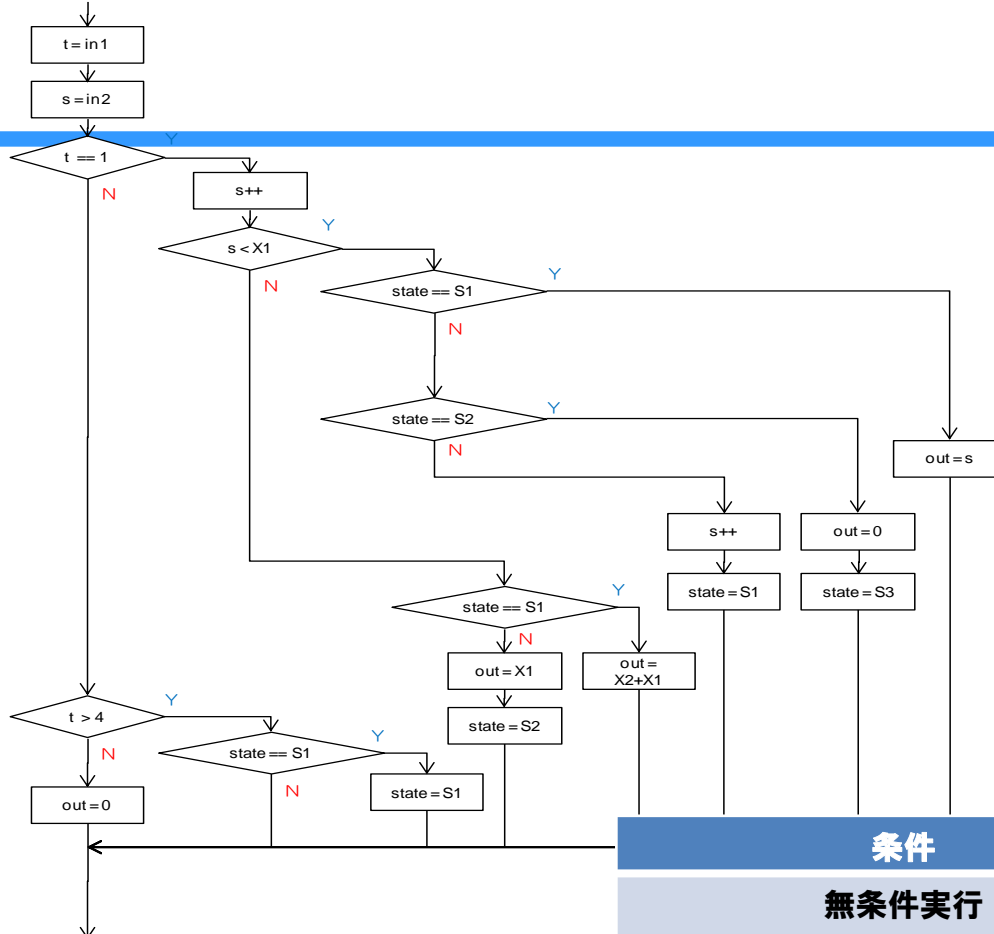 t=in1
s=in2
Y
t == 1
N
s++
Y
s<X1
N
Y
state== S1
N
Y
state== S2
N
out=s
s++
out=0
state=S1
state=S3
Y
state== S1
N
out=X1
out=
X2+X1
state=S2
Y
t > 4
N
Y
state== S1
N
state=S1
out=0
条件
無条件実行